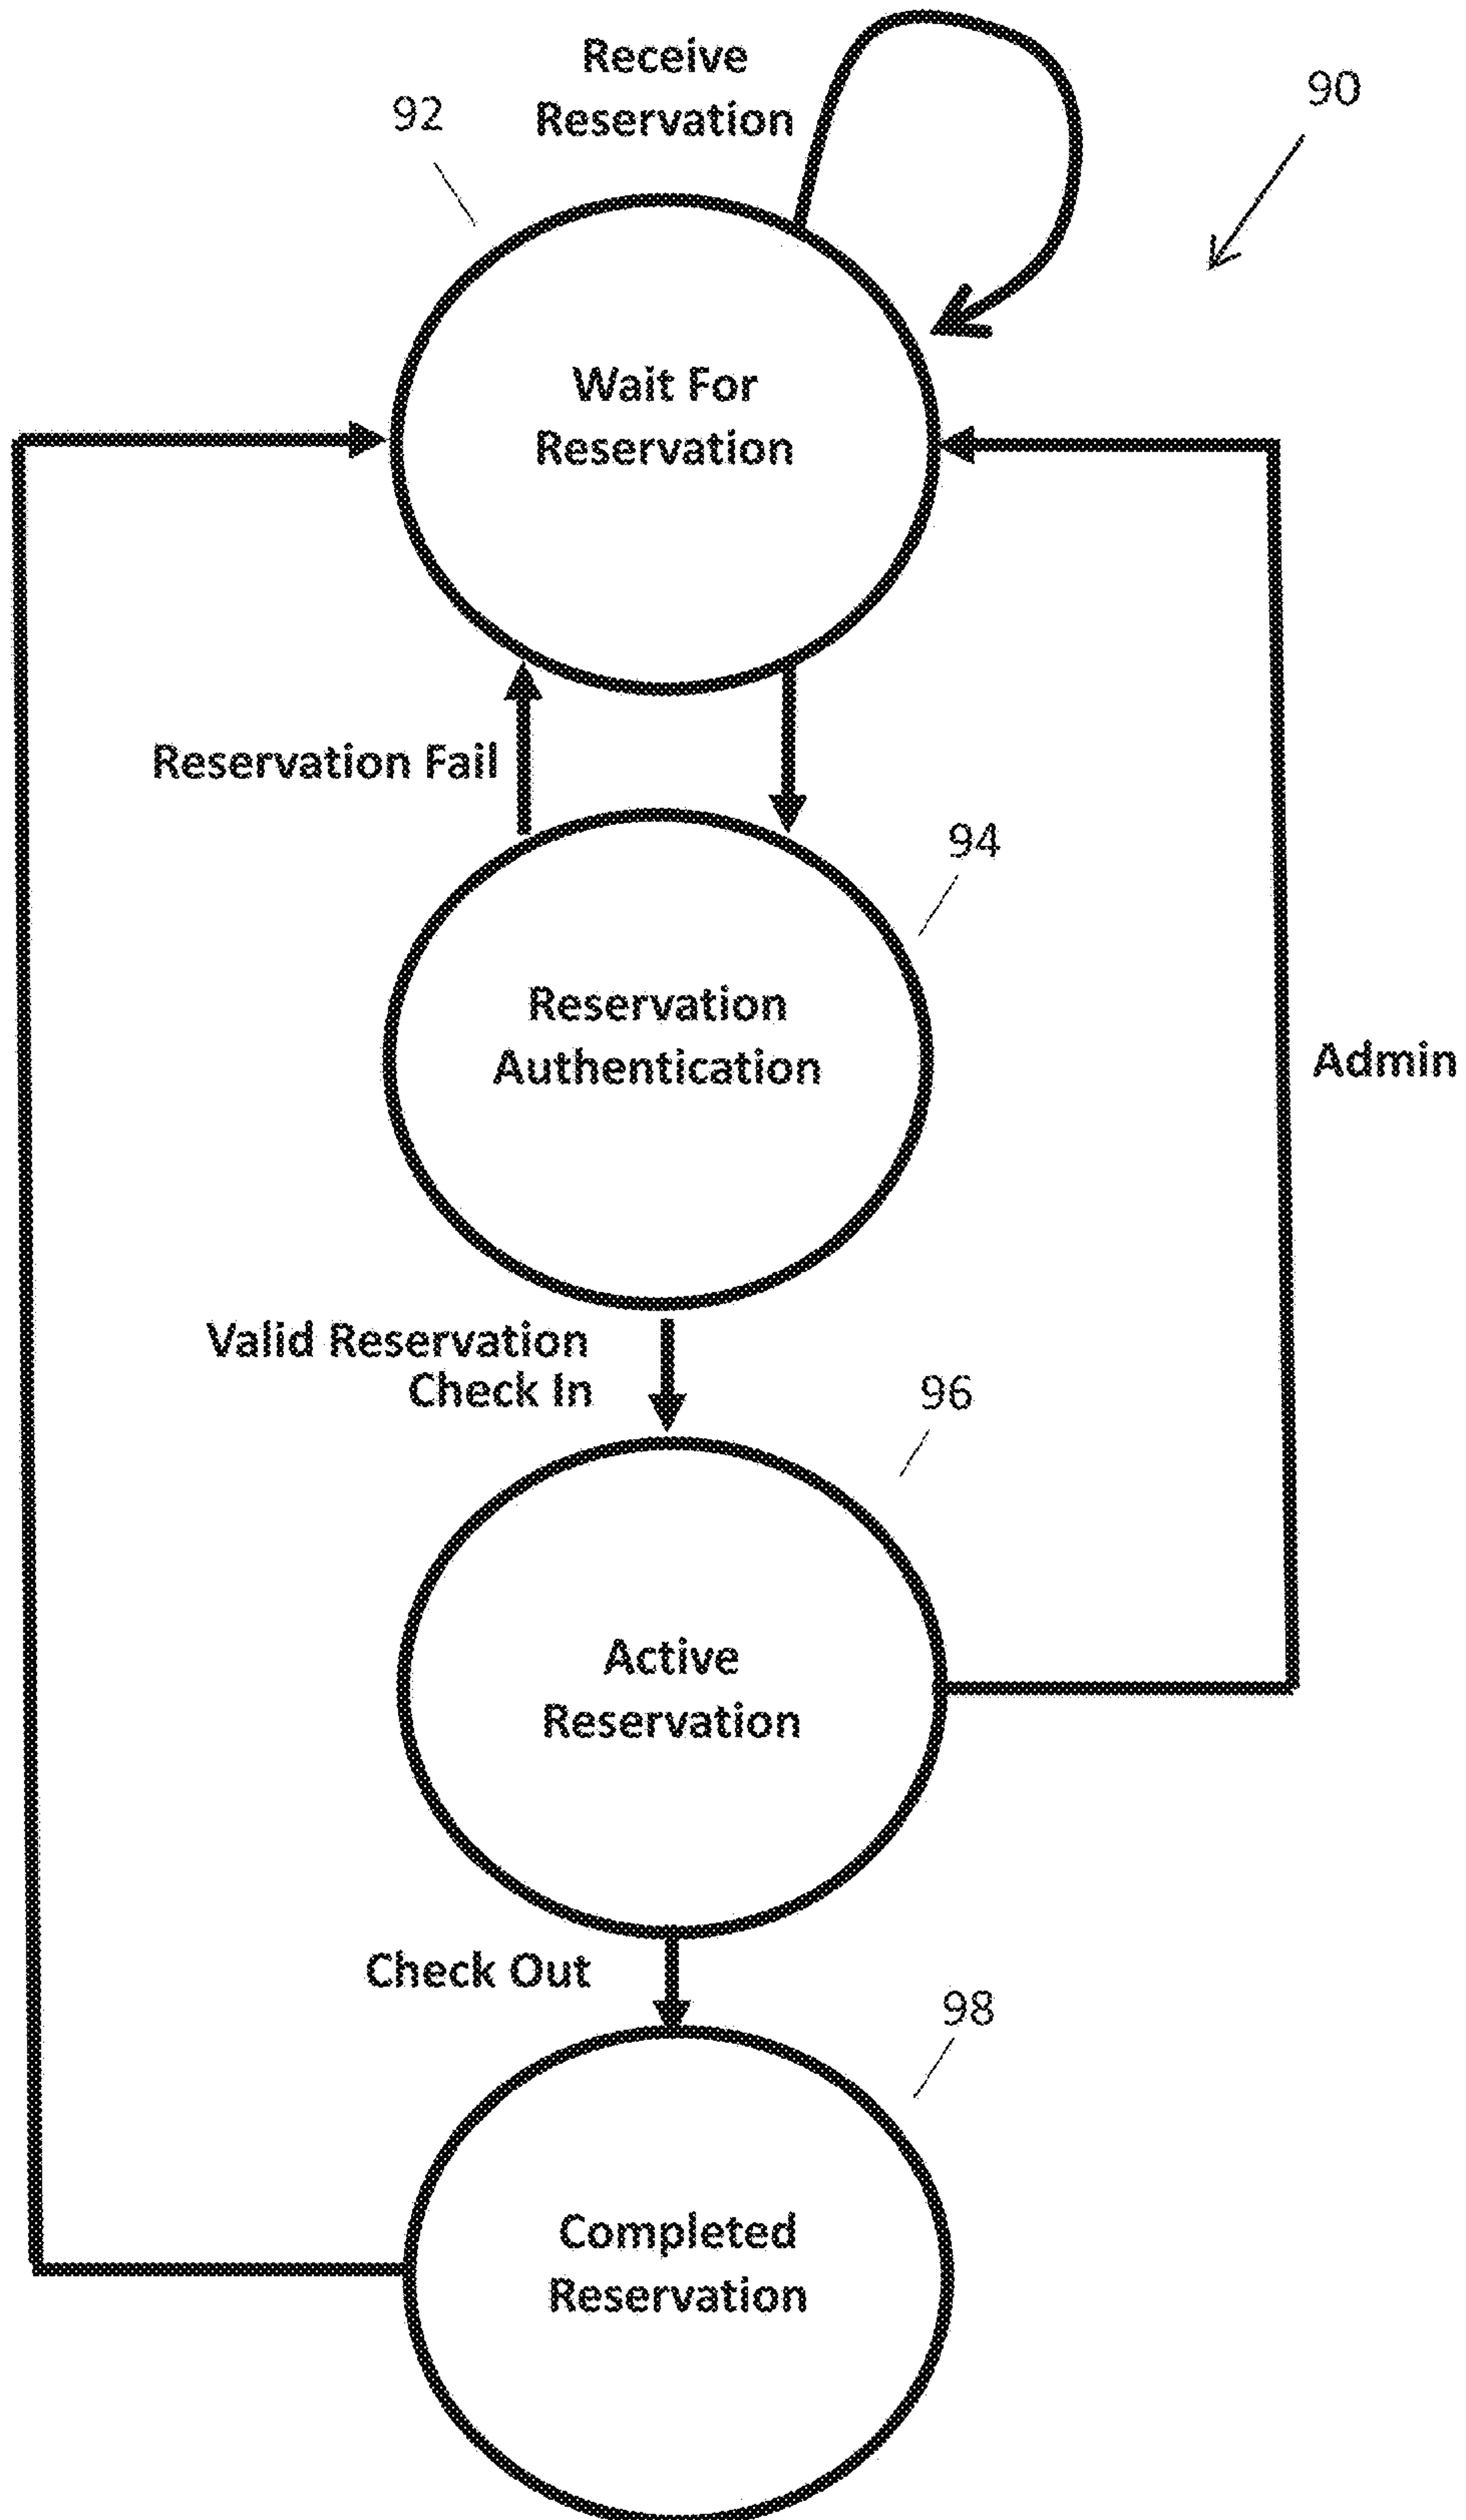 Receive
Reservation
90
92
Wait For
Reservation
Reservation Fail
94
Reservation
Authentication
Admin
Valid Reservation
Check In
96
Active
Reservation
Check Out
98
Completed
Reservation